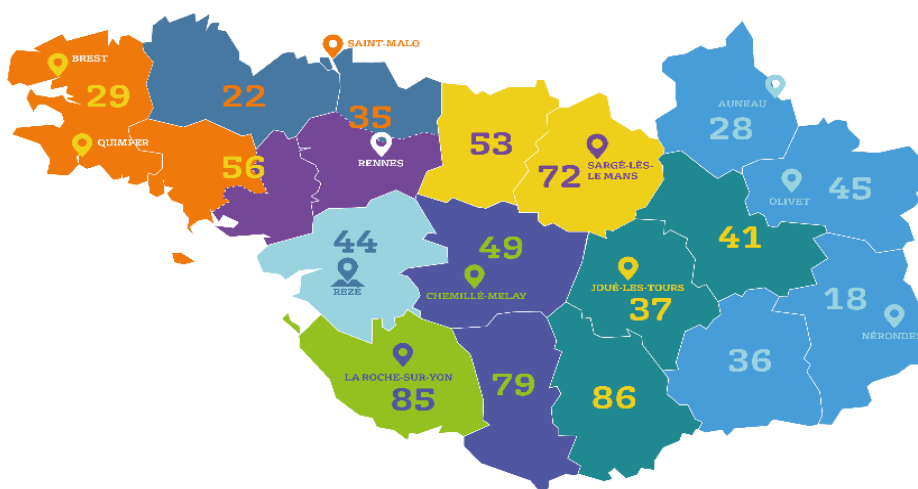 SAINT-MALO
BREST
29
22
35
QUIMPER
56
RENNES
53
72
SARGÉ-LÈS-
LE MANS
AUNEAU
28
OLIVET
45
44
REZÉ
49
CHEMILLÉ-MELAY
41
JOUÉ-LES-TOURS
37
18
NÉRONDES
LA ROCHE-SUR-YON
85
79
86
36